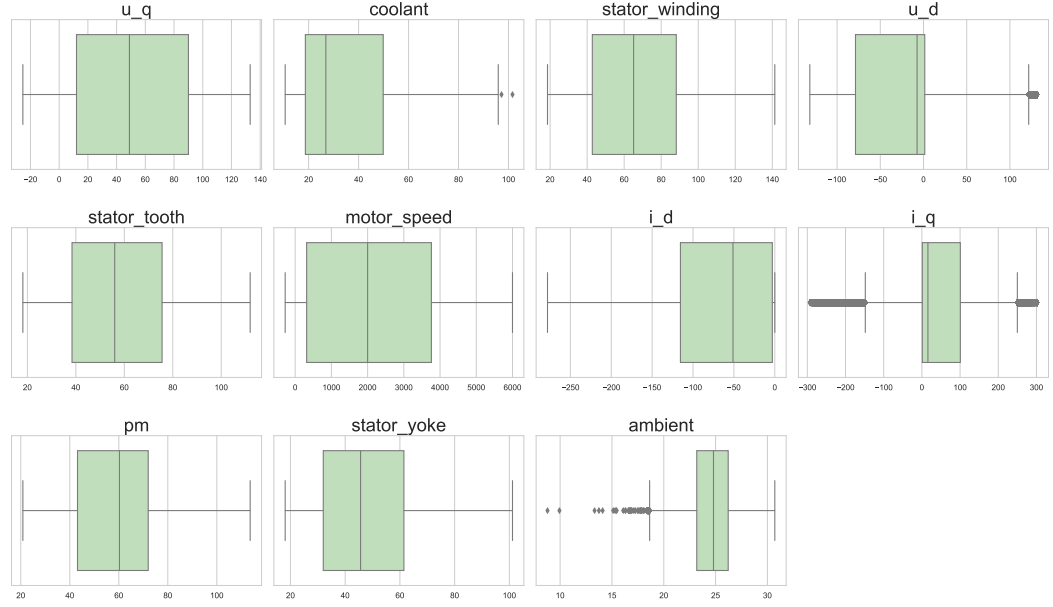 u_q coolant stator_winding u_d
−20 0 20 40 60 80 100 120 140 20 40 60 80 100 20 40 60 80 100 120 140 −100 −50 0 50 100
stator_tooth motor_speed i_d i_q
20 40 60 80 100 0 1000 2000 3000 4000 5000 6000 −250 −200 −150 −100 −50 0 −300 −200 −100 0 100 200 300
pm stator_yoke ambient
20 40 60 80 100 20 40 60 80 100 10 15 20 25 30